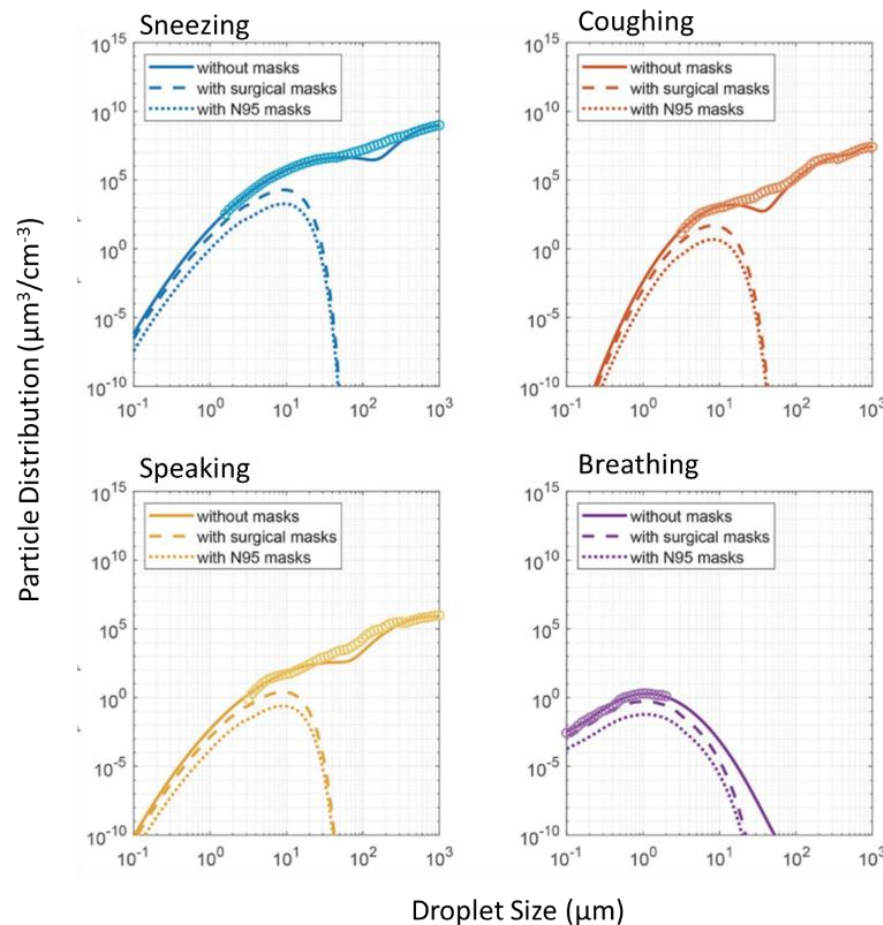 Sneezing
10^15
10^10
10^5
10^0
10^-5
10^-10
10^-1 10^0 10^1 10^2 10^3
without masks
with surgical masks
with N95 masks
Coughing
10^15
10^10
10^5
10^0
10^-5
10^-10
10^-1 10^0 10^1 10^2 10^3
without masks
with surgical masks
with N95 masks
Particle Distribution (μm³/cm⁻³)
Speaking
10^15
10^10
10^5
10^0
10^-5
10^-10
10^-1 10^0 10^1 10^2 10^3
without masks
with surgical masks
with N95 masks
Breathing
10^15
10^10
10^5
10^0
10^-5
10^-10
10^-1 10^0 10^1 10^2 10^3
without masks
with surgical masks
with N95 masks
Droplet Size (μm)